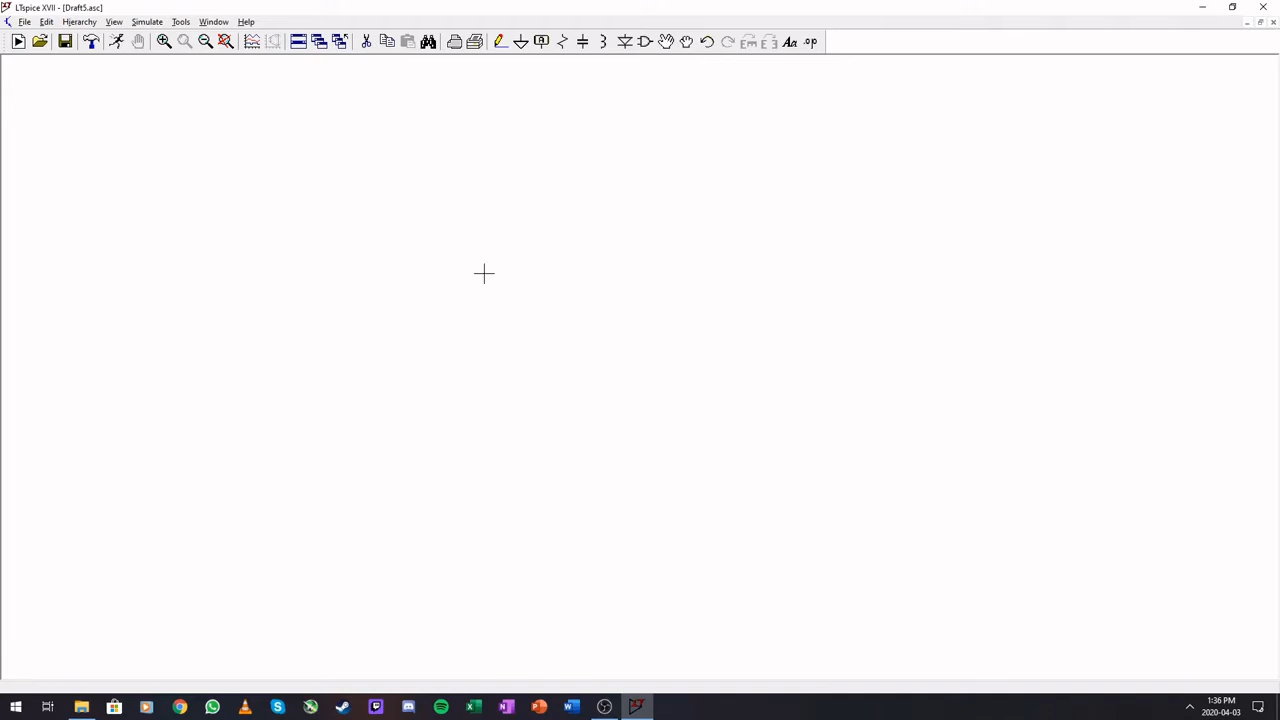 LTspice XVII - [Draft5.asc]
File Edit Hierarchy View Simulate Tools Window Help
Aa .op
1:36 PM
2020-04-03